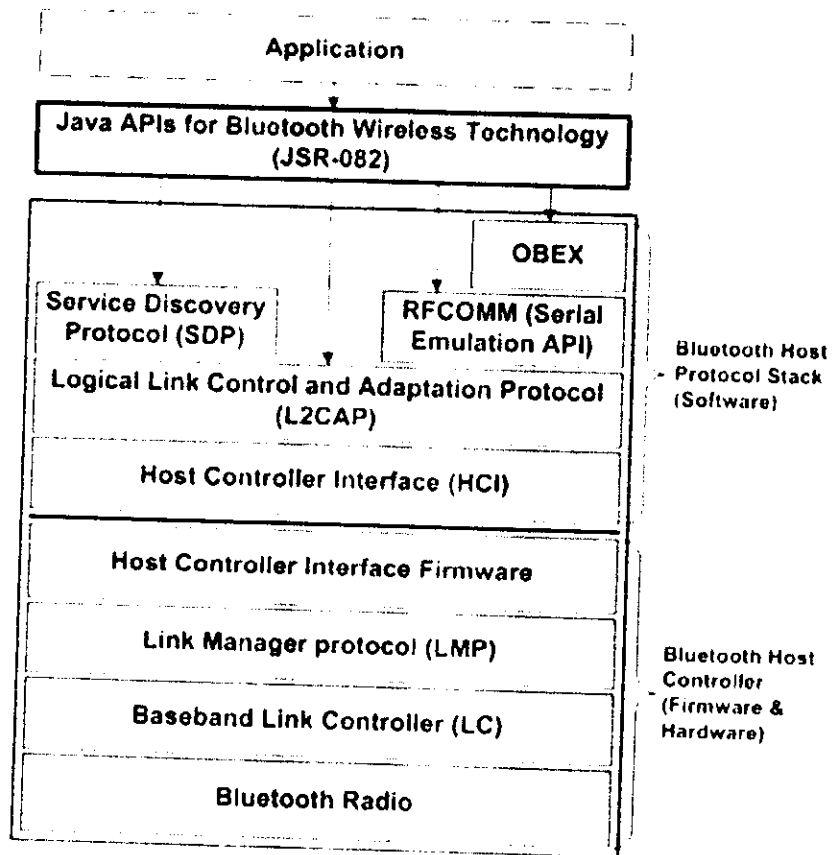 Application
Java APIs for Bluetooth Wireless Technology
(JSR-082)
OBEX
Service Discovery
Protocol (SDP)
RFCOMM (Serial
Emulation API)
Logical Link Control and Adaptation Protocol
(L2CAP)
Host Controller Interface (HCI)
Bluetooth Host
Protocol Stack
(Software)
Host Controller Interface Firmware
Link Manager protocol (LMP)
Baseband Link Controller (LC)
Bluetooth Radio
Bluetooth Host
Controller
(Firmware &
Hardware)